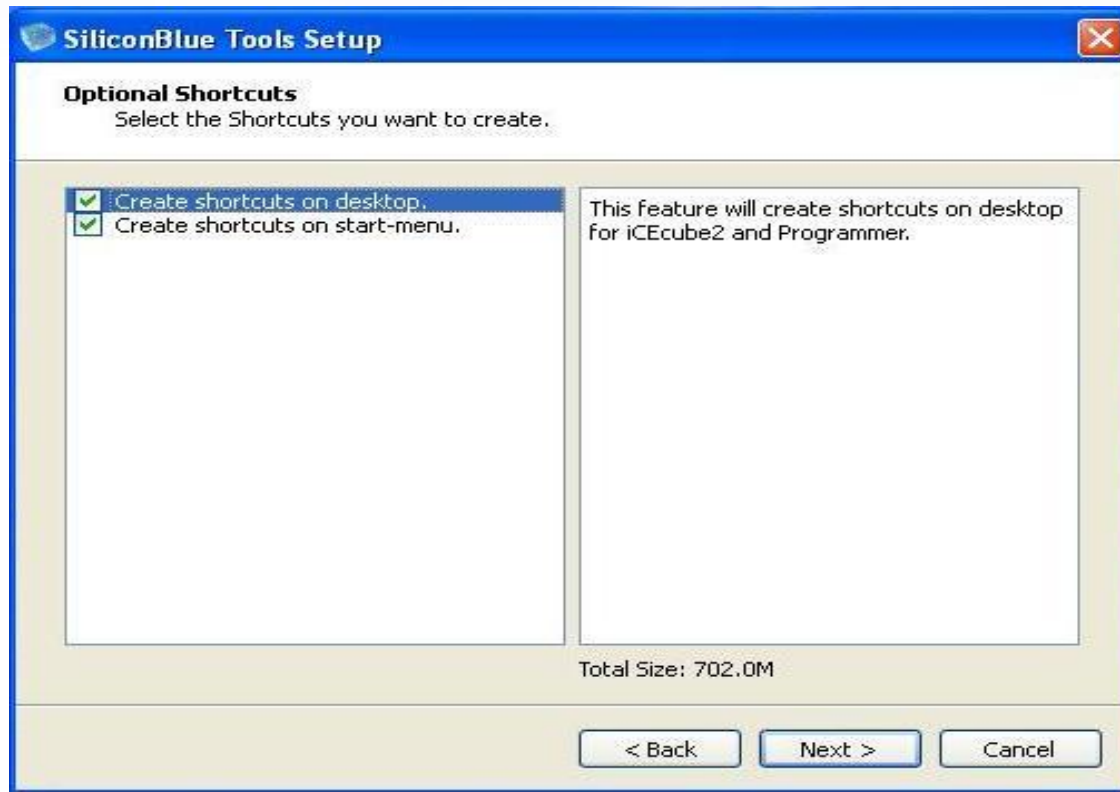 SiliconBlue Tools Setup
Optional Shortcuts
Select the Shortcuts you want to create.
Create shortcuts on desktop.
Create shortcuts on start-menu.
This feature will create shortcuts on desktop
for iCEcube2 and Programmer.
Total Size: 702.0M
< Back
Next >
Cancel